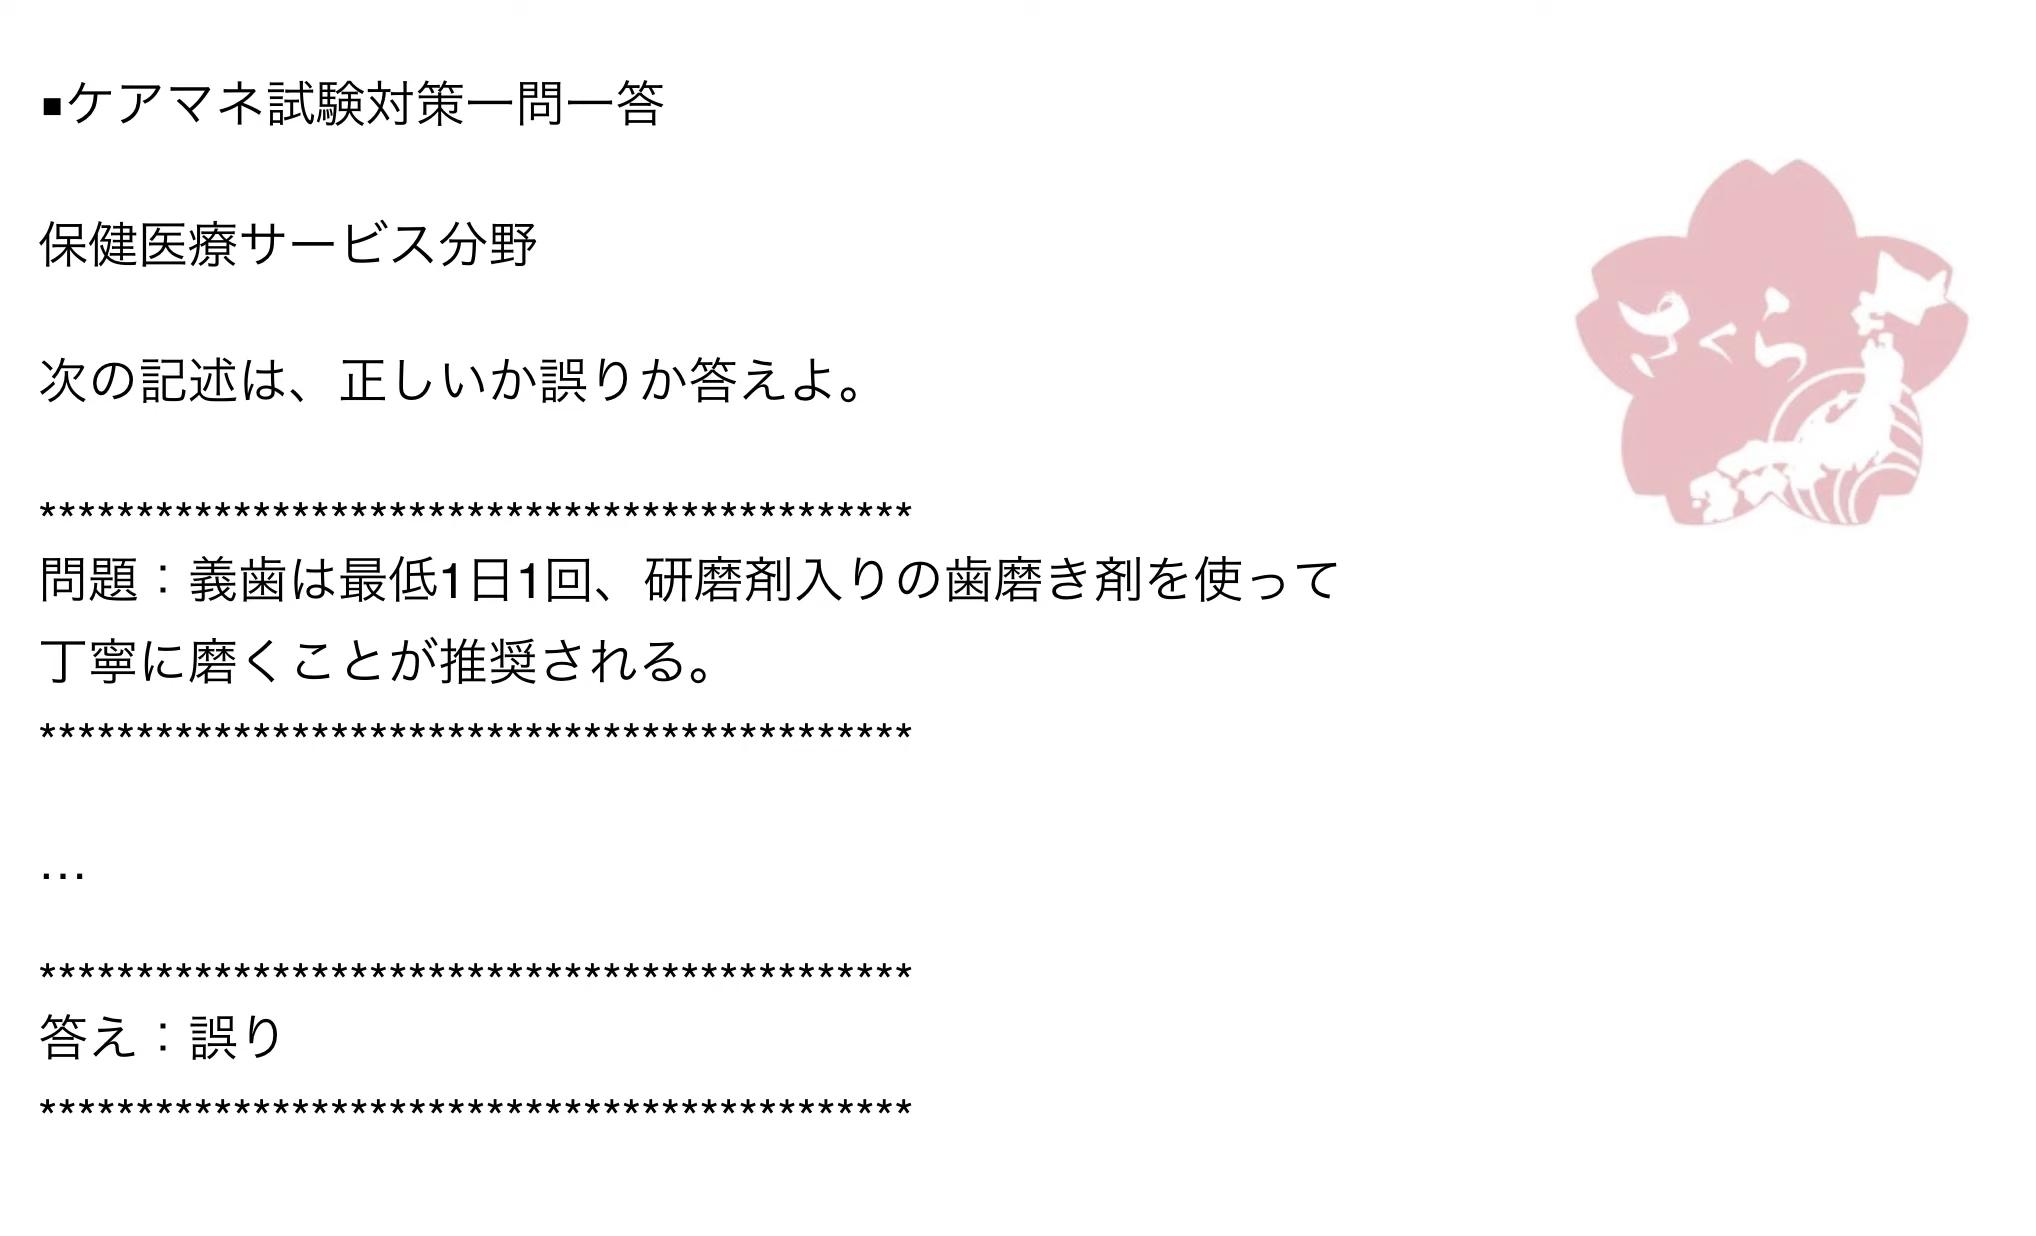 ▪ケアマネ試験対策一問一答
保健医療サービス分野
さくら
次の記述は、正しいか誤りか答えよ。
*********************************************
問題：義歯は最低1日1回、研磨剤入りの歯磨き剤を使って
丁寧に磨くことが推奨される。
*********************************************
…
*********************************************
答え：誤り
*********************************************